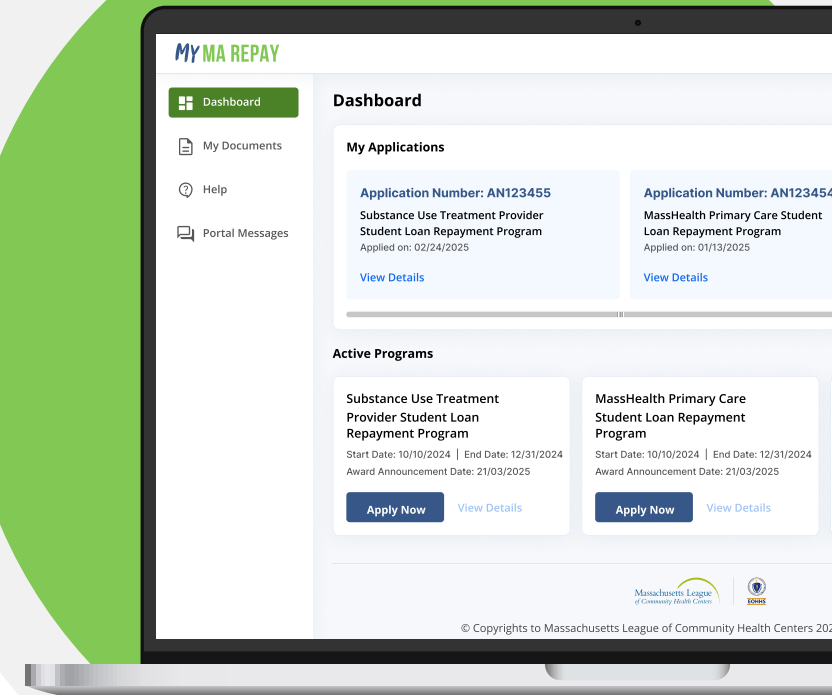 MY MA REPAY
Dashboard
My Documents
Help
Portal Messages
Dashboard
My Applications
Application Number: AN123455
Substance Use Treatment Provider
Student Loan Repayment Program
Applied on: 02/24/2025
View Details
Application Number: AN123454
MassHealth Primary Care Student
Loan Repayment Program
Applied on: 01/13/2025
View Details
Active Programs
Substance Use Treatment
Provider Student Loan
Repayment Program
Start Date: 10/10/2024 | End Date: 12/31/2024
Award Announcement Date: 21/03/2025
Apply Now View Details
MassHealth Primary Care
Student Loan Repayment
Program
Start Date: 10/10/2024 | End Date: 12/31/2024
Award Announcement Date: 21/03/2025
Apply Now View Details
Massachusetts League
of Community Health Centers
EOHHS
© Copyrights to Massachusetts League of Community Health Centers 202